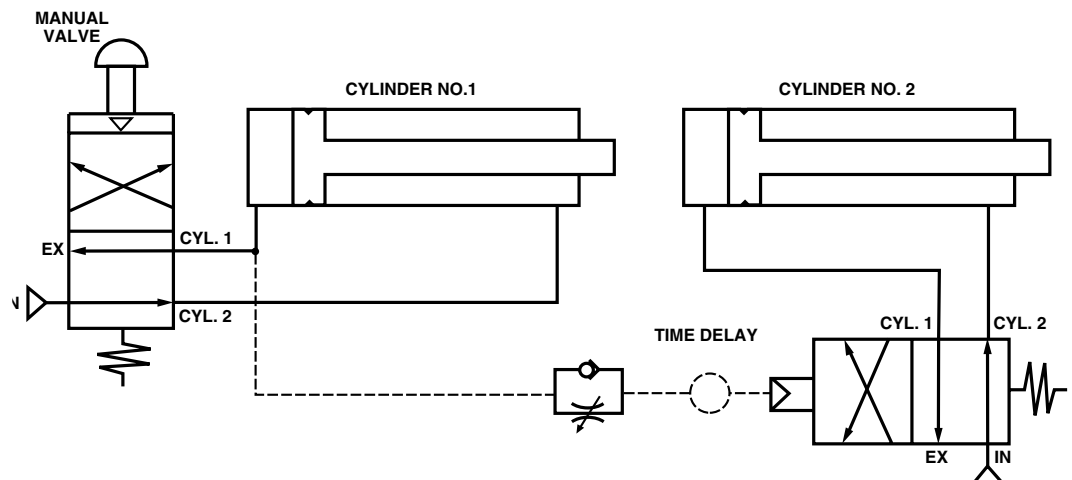 MANUAL
VALVE
CYLINDER NO.1
CYLINDER NO. 2
EX
CYL. 1
CYL. 2
TIME DELAY
CYL. 1
CYL. 2
EX
IN